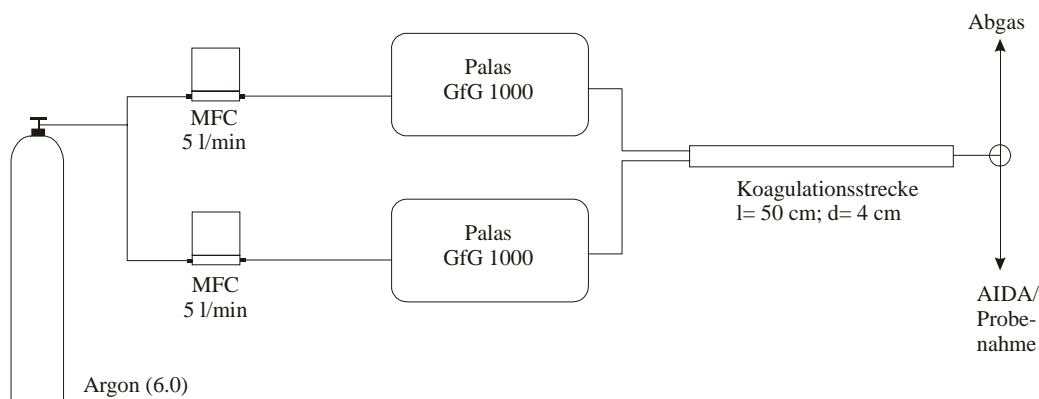 Abgas
Palas
GfG 1000
MFC
5 l/min
Koagulationsstrecke
l= 50 cm; d= 4 cm
Palas
GfG 1000
MFC
5 l/min
AIDA/
Probe-
nahme
Argon (6.0)